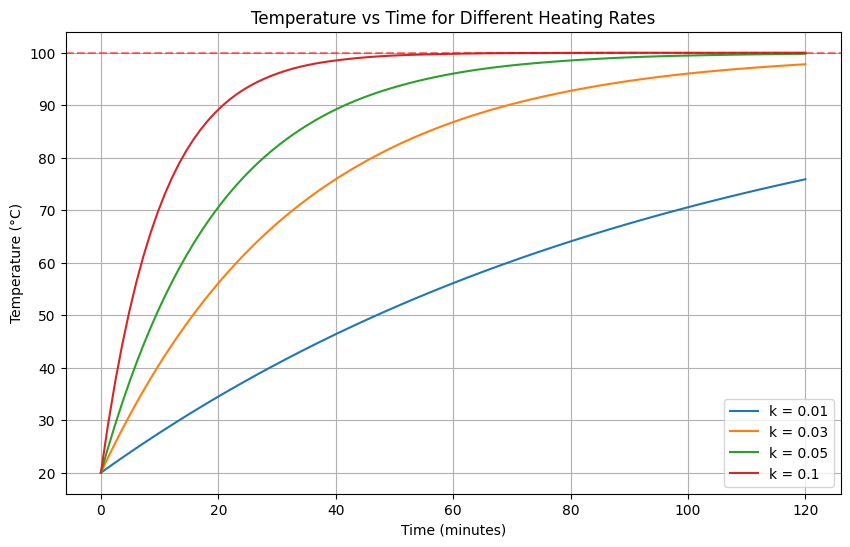 Temperature vs Time for Different Heating Rates
100
90
80
70
60
50
40
30
20
Temperature (°C)
0 20 40 60 80 100 120
Time (minutes)
k = 0.01
k = 0.03
k = 0.05
k = 0.1